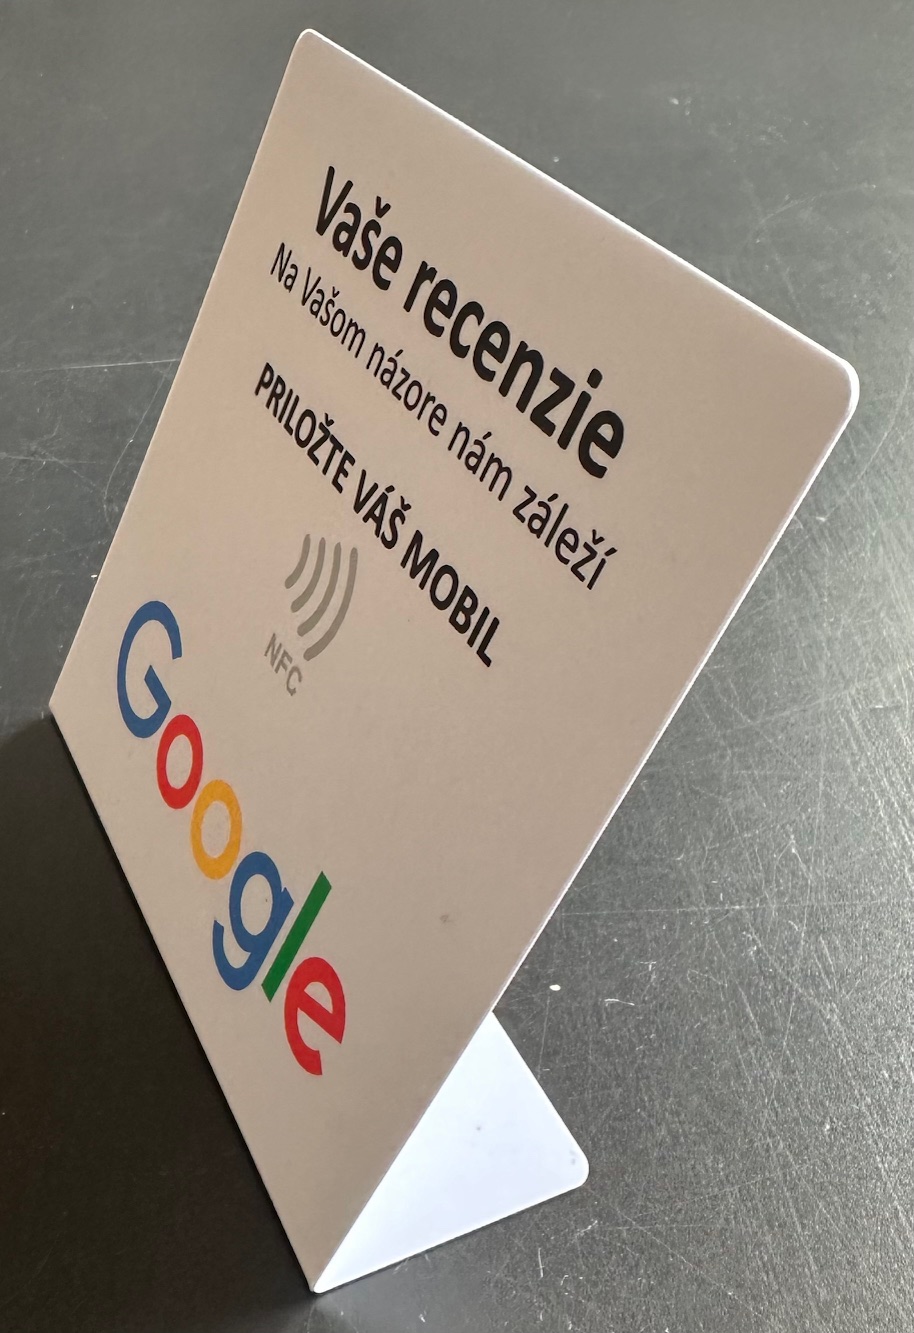 Vaše recenzie
Na Vašom názore nám záleží
PRILOŽTE VÁŠ MOBIL
NFC
Google